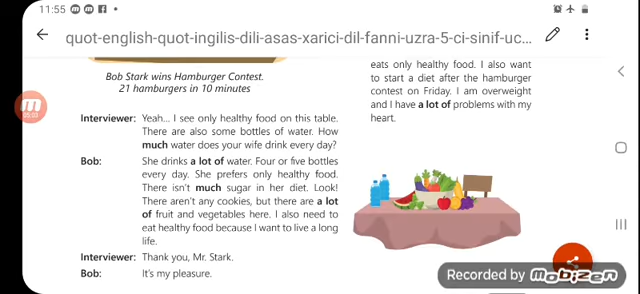 11:55
quot-english-quot-ingilis-dili-asas-xarici-dil-fanni-uzra-5-ci-sinif-uc...
Bob Stark wins Hamburger Contest.
21 hamburgers in 10 minutes
Interviewer: Yeah... I see only healthy food on this table.
There are also some bottles of water. How
much water does your wife drink every day?
Bob: She drinks a lot of water. Four or five bottles
every day. She prefers only healthy food.
There isn't much sugar in her diet. Look!
There aren't any cookies, but there are a lot
of fruit and vegetables here. I also need to
eat healthy food because I want to live a long
life.
Interviewer: Thank you, Mr. Stark.
Bob: It's my pleasure.
eats only healthy food. I also want
to start a diet after the hamburger
contest on Friday. I am overweight
and I have a lot of problems with my
heart.
m
05:03
Recorded by Mobizen